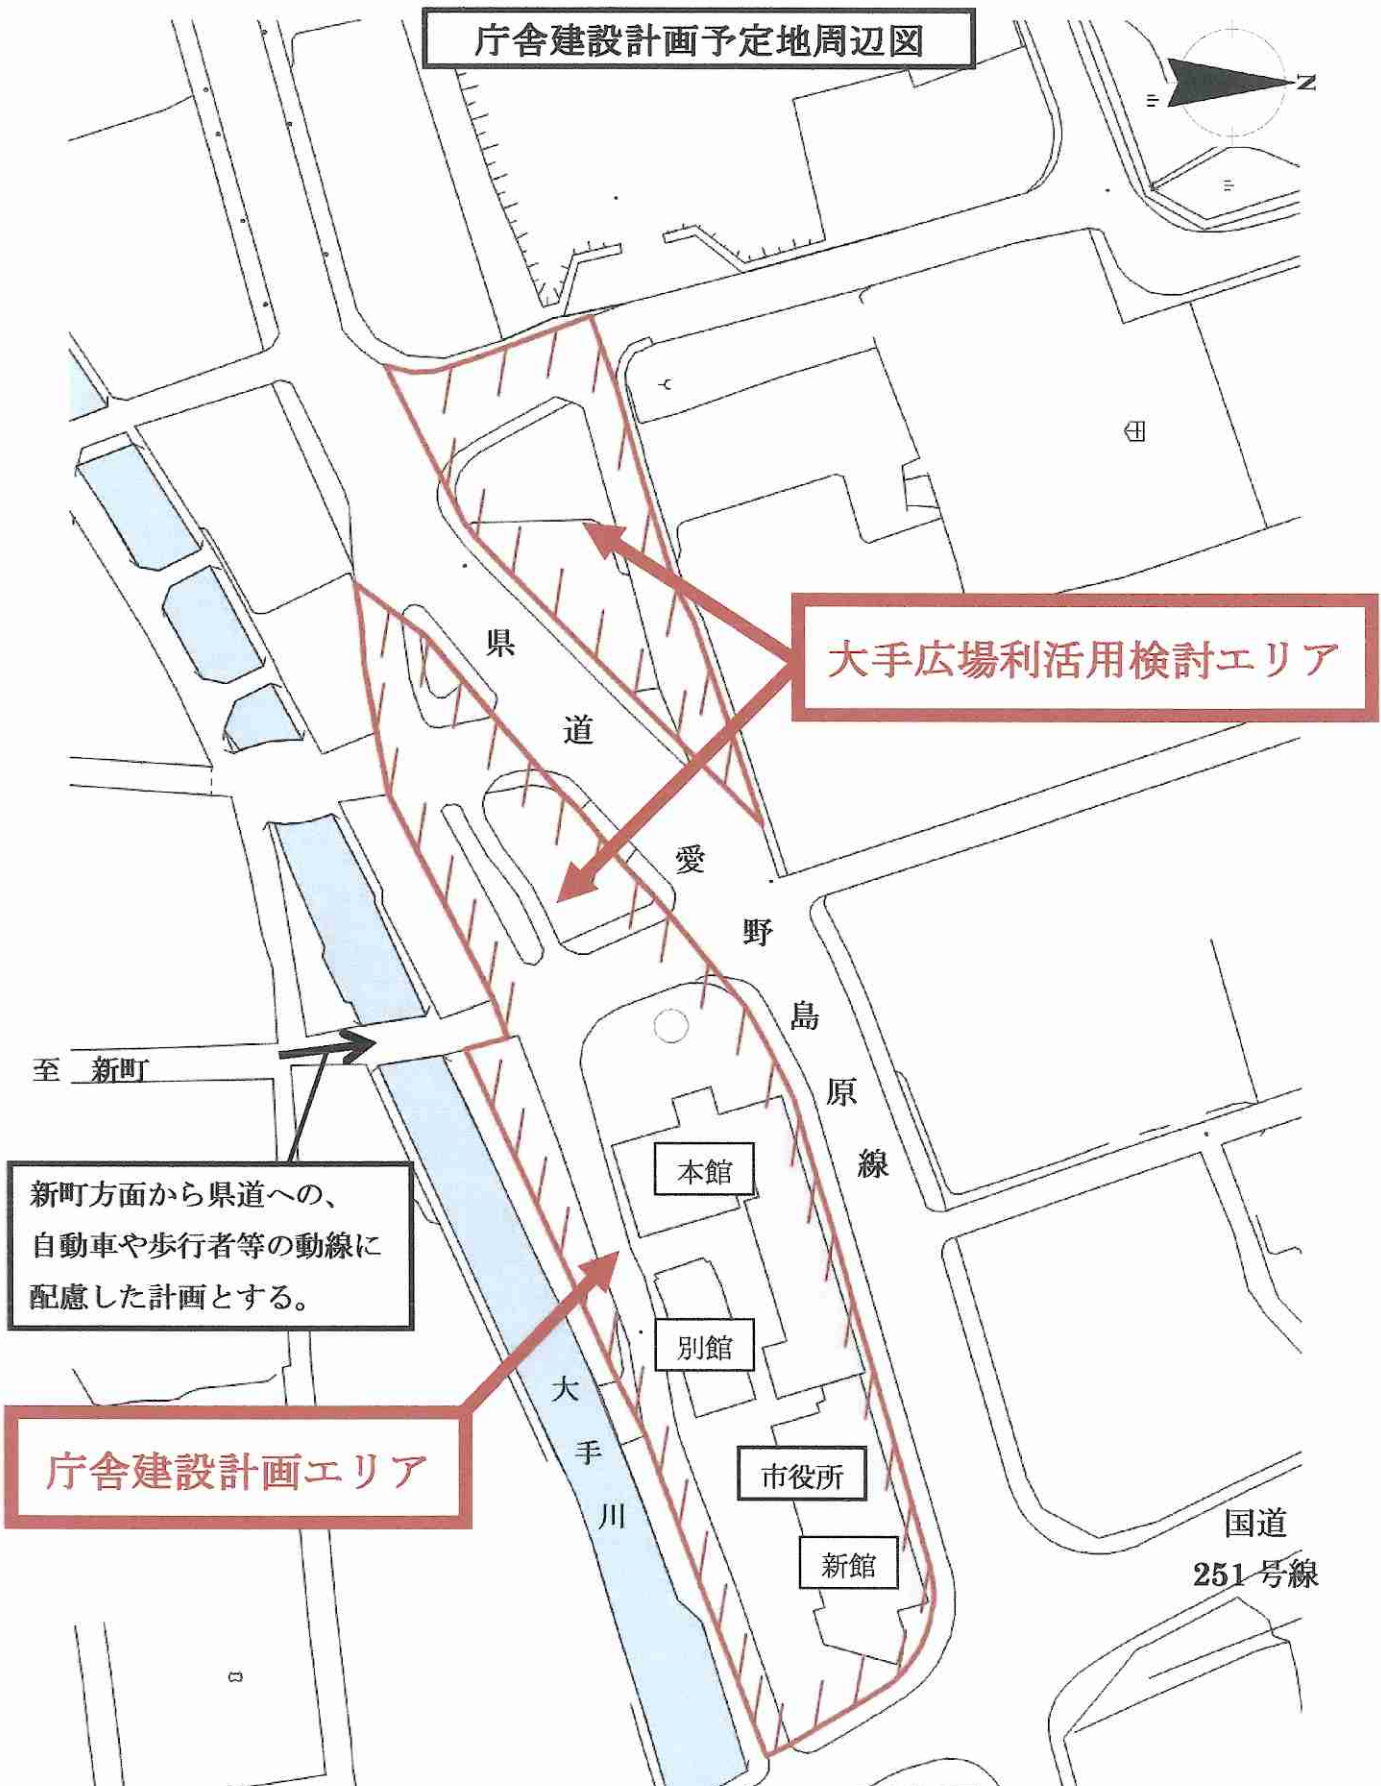 庁舎建設計画予定地周辺図
N
大手広場利活用検討エリア
県
道
愛
野
島
原
線
至 新町
新町方面から県道への、
自動車や歩行者等の動線に
配慮した計画とする。
本館
別館
庁舎建設計画エリア
大
手
川
市役所
新館
国道
251 号線